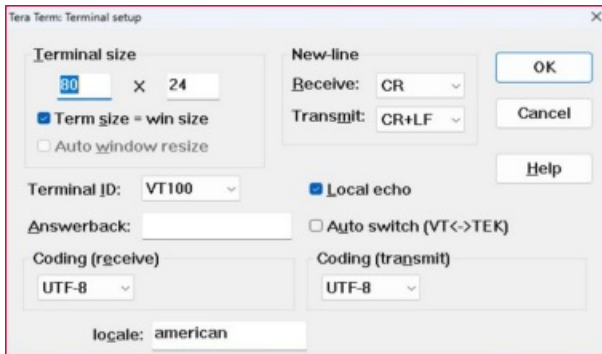 Tera Term: Terminal setup
Terminal size
80 X 24
Term size = win size
Auto window resize
New-line
Receive: CR
Transmit: CR+LF
OK
Cancel
Help
Terminal ID: VT100
Local echo
Answerback:
Auto switch (VT<->TEK)
Coding (receive)
UTF-8
Coding (transmit)
UTF-8
locale: american